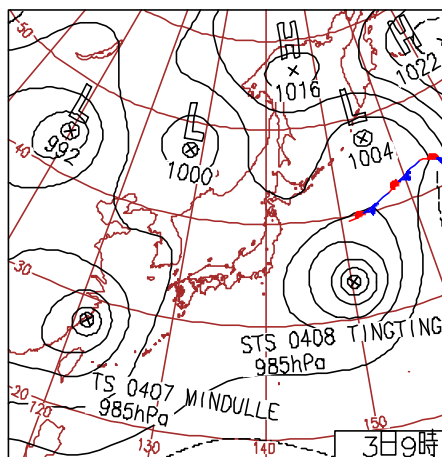 50
H
H
1022
1016
L
992
L
1000
L
1004
40
30
STS 0408 TINGTING
985hPa
TS 0407 MINDULLE
985hPa
20
120
130
140
150
3日9時